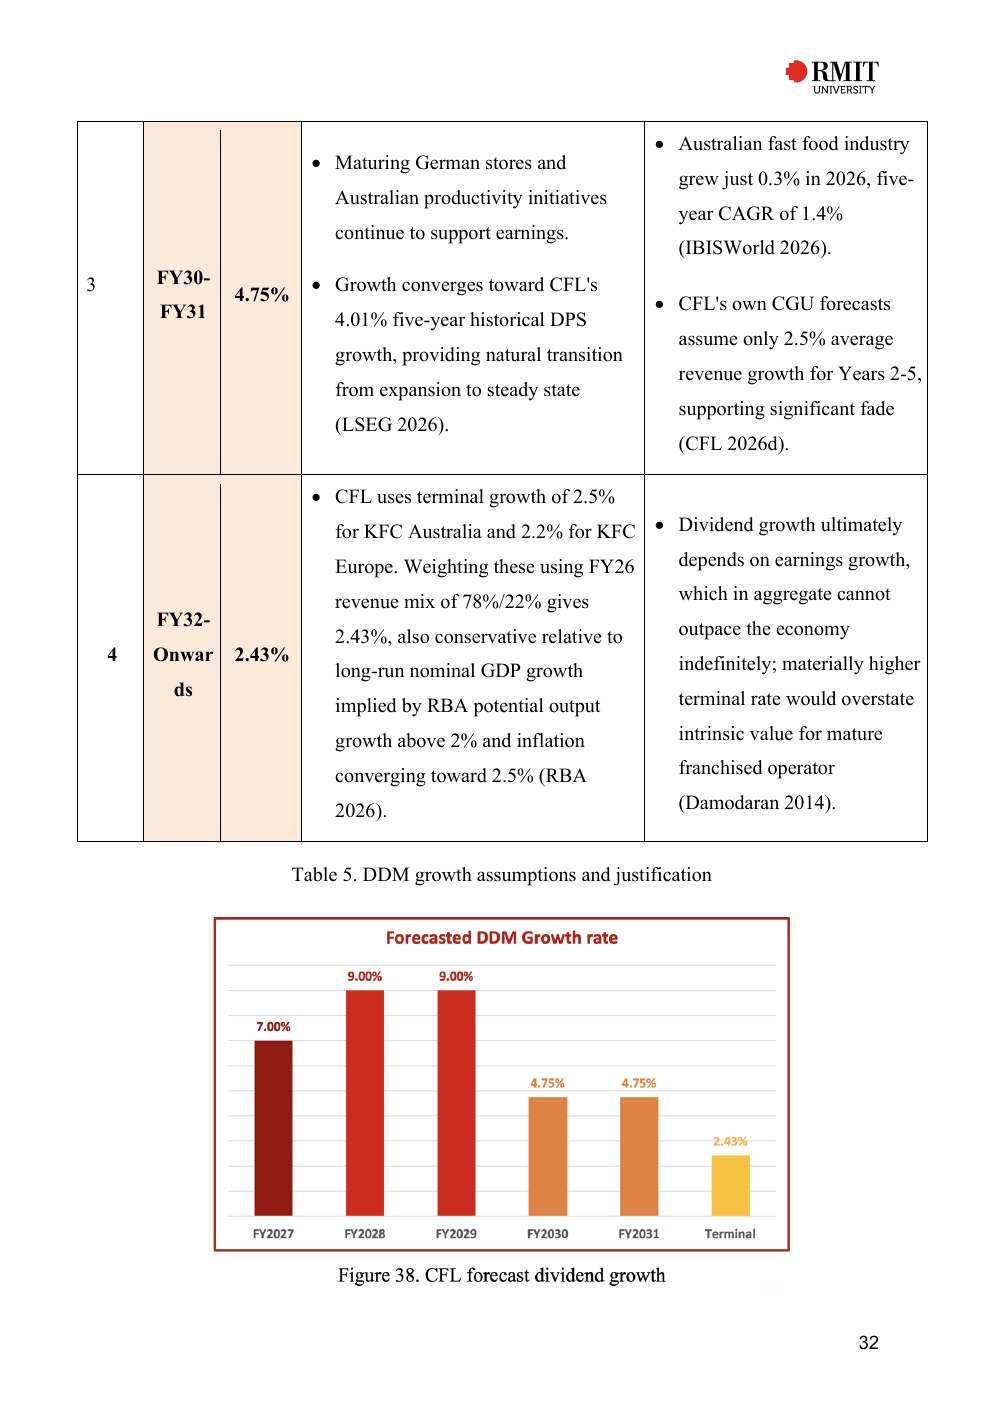 RMIT
UNIVERSITY
3
FY30-
FY31
4.75%
• Maturing German stores and
Australian productivity initiatives
continue to support earnings.
• Growth converges toward CFL's
4.01% five-year historical DPS
growth, providing natural transition
from expansion to steady state
(LSEG 2026).
• Australian fast food industry
grew just 0.3% in 2026, five-
year CAGR of 1.4%
(IBISWorld 2026).
• CFL's own CGU forecasts
assume only 2.5% average
revenue growth for Years 2-5,
supporting significant fade
(CFL 2026d).
4
FY32-
Onwar
ds
2.43%
• CFL uses terminal growth of 2.5%
for KFC Australia and 2.2% for KFC
Europe. Weighting these using FY26
revenue mix of 78%/22% gives
2.43%, also conservative relative to
long-run nominal GDP growth
implied by RBA potential output
growth above 2% and inflation
converging toward 2.5% (RBA
2026).
• Dividend growth ultimately
depends on earnings growth,
which in aggregate cannot
outpace the economy
indefinitely; materially higher
terminal rate would overstate
intrinsic value for mature
franchised operator
(Damodaran 2014).
Table 5. DDM growth assumptions and justification
Forecasted DDM Growth rate
7.00%
9.00%
9.00%
4.75%
4.75%
2.43%
FY2027
FY2028
FY2029
FY2030
FY2031
Terminal
Figure 38. CFL forecast dividend growth
32